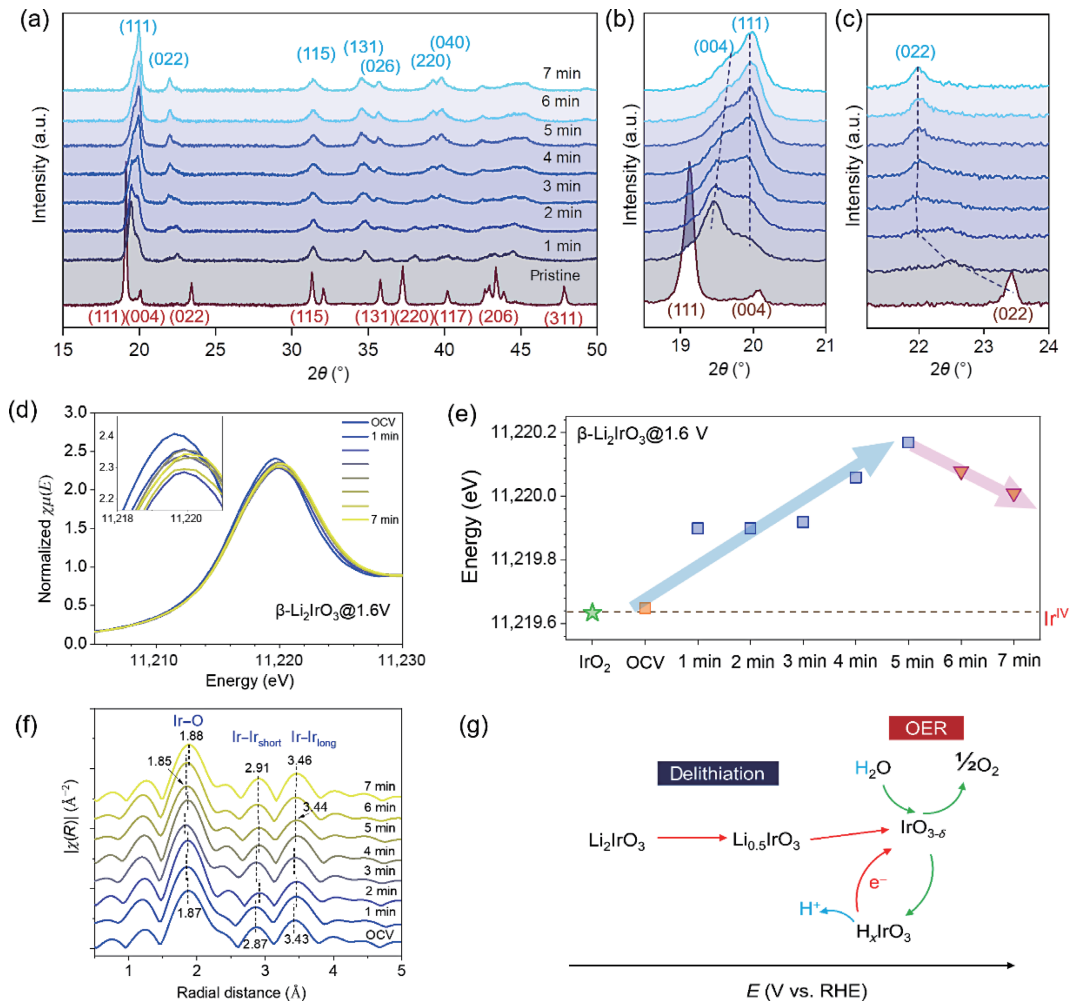 (a)
(111)
(022)
(115)
(131)
(026)
(220)
(040)
7 min
6 min
5 min
4 min
3 min
2 min
1 min
Pristine
(111)
(004)
(022)
(115)
(131)
(220)
(117)
(206)
(311)
Intensity (a.u.)
15 20 25 30 35 40 45 50
2θ (°)
(b)
(004)
(111)
(111)
(004)
Intensity (a.u.)
19 20 21
2θ (°)
(c)
(022)
(022)
Intensity (a.u.)
22 23 24
2θ (°)
(d)
3.0
2.5
2.0
1.5
1.0
0.5
0.0
Normalized χμ(E)
2.4
2.3
2.2
11,218 11,220
OCV
1 min
7 min
β-Li₂IrO₃@1.6V
11,210 11,220 11,230
Energy (eV)
(e)
β-Li₂IrO₃@1.6 V
11,220.2
11,220.0
11,219.8
11,219.6
Energy (eV)
Ir^IV
IrO₂ OCV 1 min 2 min 3 min 4 min 5 min 6 min 7 min
(f)
Ir–O
Ir–Ir_short
Ir–Ir_long
1.88
1.85
2.91
3.46
3.44
7 min
6 min
5 min
4 min
3 min
2 min
1 min
OCV
1.87
2.87
3.43
|χ(R)| (Å⁻²)
1 2 3 4 5
Radial distance (Å)
(g)
OER
Delithiation
H₂O
½O₂
Li₂IrO₃
Li₀.₅IrO₃
IrO₃₋δ
e⁻
H⁺
HₓIrO₃
E (V vs. RHE)